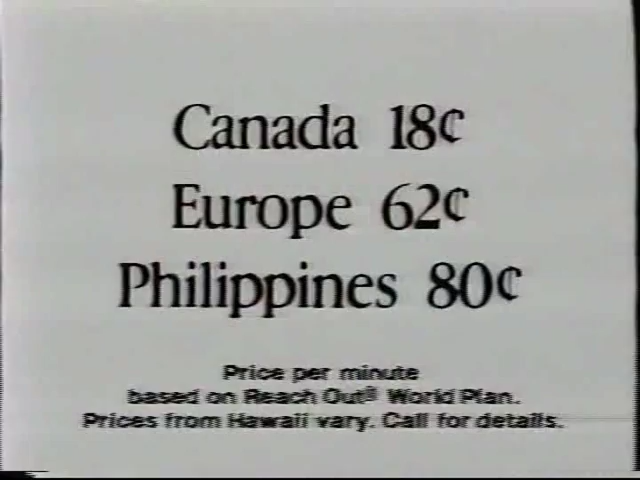 Canada 18¢
Europe 62¢
Philippines 80¢
Price per minute
based on Reach Out® World Plan.
Prices from Hawaii vary. Call for details.